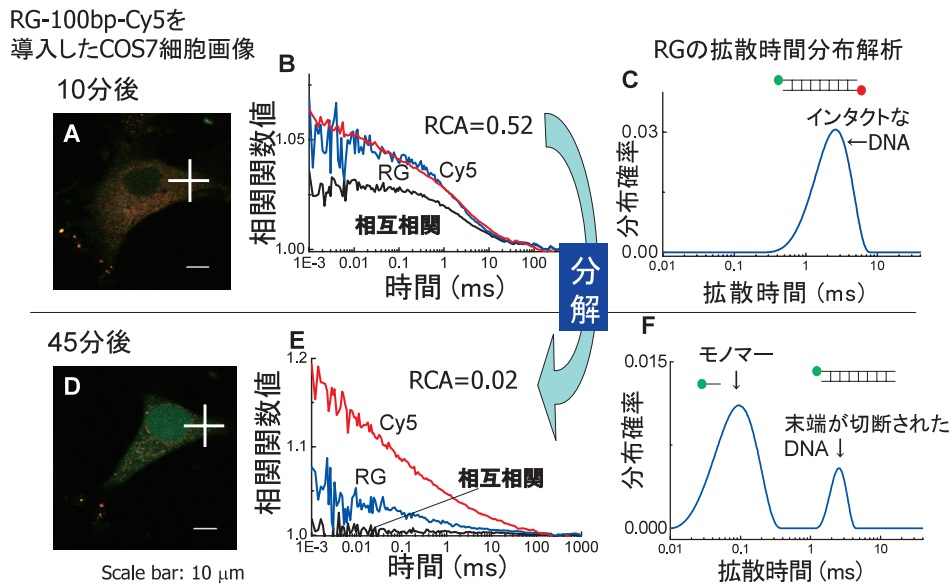 RG-100bp-Cy5を
導入したCOS7細胞画像
10分後
A
B
相関関数値
1.05
1.00
RCA=0.52
RG
Cy5
相互相関
1E-3 0.01 0.1 1 10 100
時間 (ms)
RGの拡散時間分布解析
C
インタクトな
←DNA
分布確率
0.03
0.00
0.01 0.1 1 10
拡散時間 (ms)
分解
45分後
D
Scale bar: 10 μm
E
相関関数値
1.2
1.1
1.0
RCA=0.02
Cy5
RG
相互相関
1E-3 0.01 0.1 1 10 100 1000
時間 (ms)
F
モノマー
末端が切断された
DNA ↓
分布確率
0.015
0.000
0.01 0.1 1 10
拡散時間 (ms)